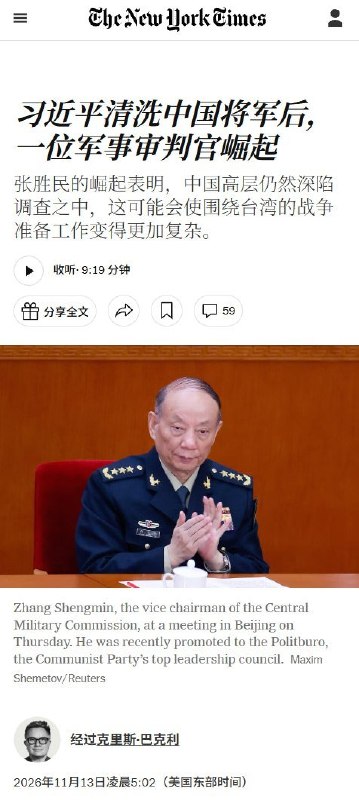 The New York Times
习近平清洗中国将军后，
一位军事审判官崛起
张胜民的崛起表明，中国高层仍然深陷
调查之中，这可能会使围绕台湾的战争
准备工作变得更加复杂。
收听· 9:19 分钟
分享全文
59
Zhang Shengmin, the vice chairman of the Central
Military Commission, at a meeting in Beijing on
Thursday. He was recently promoted to the Politburo,
the Communist Party’s top leadership council. Maxim
Shemetov/Reuters
经过克里斯·巴克利
2026年11月13日凌晨5:02（美国东部时间）